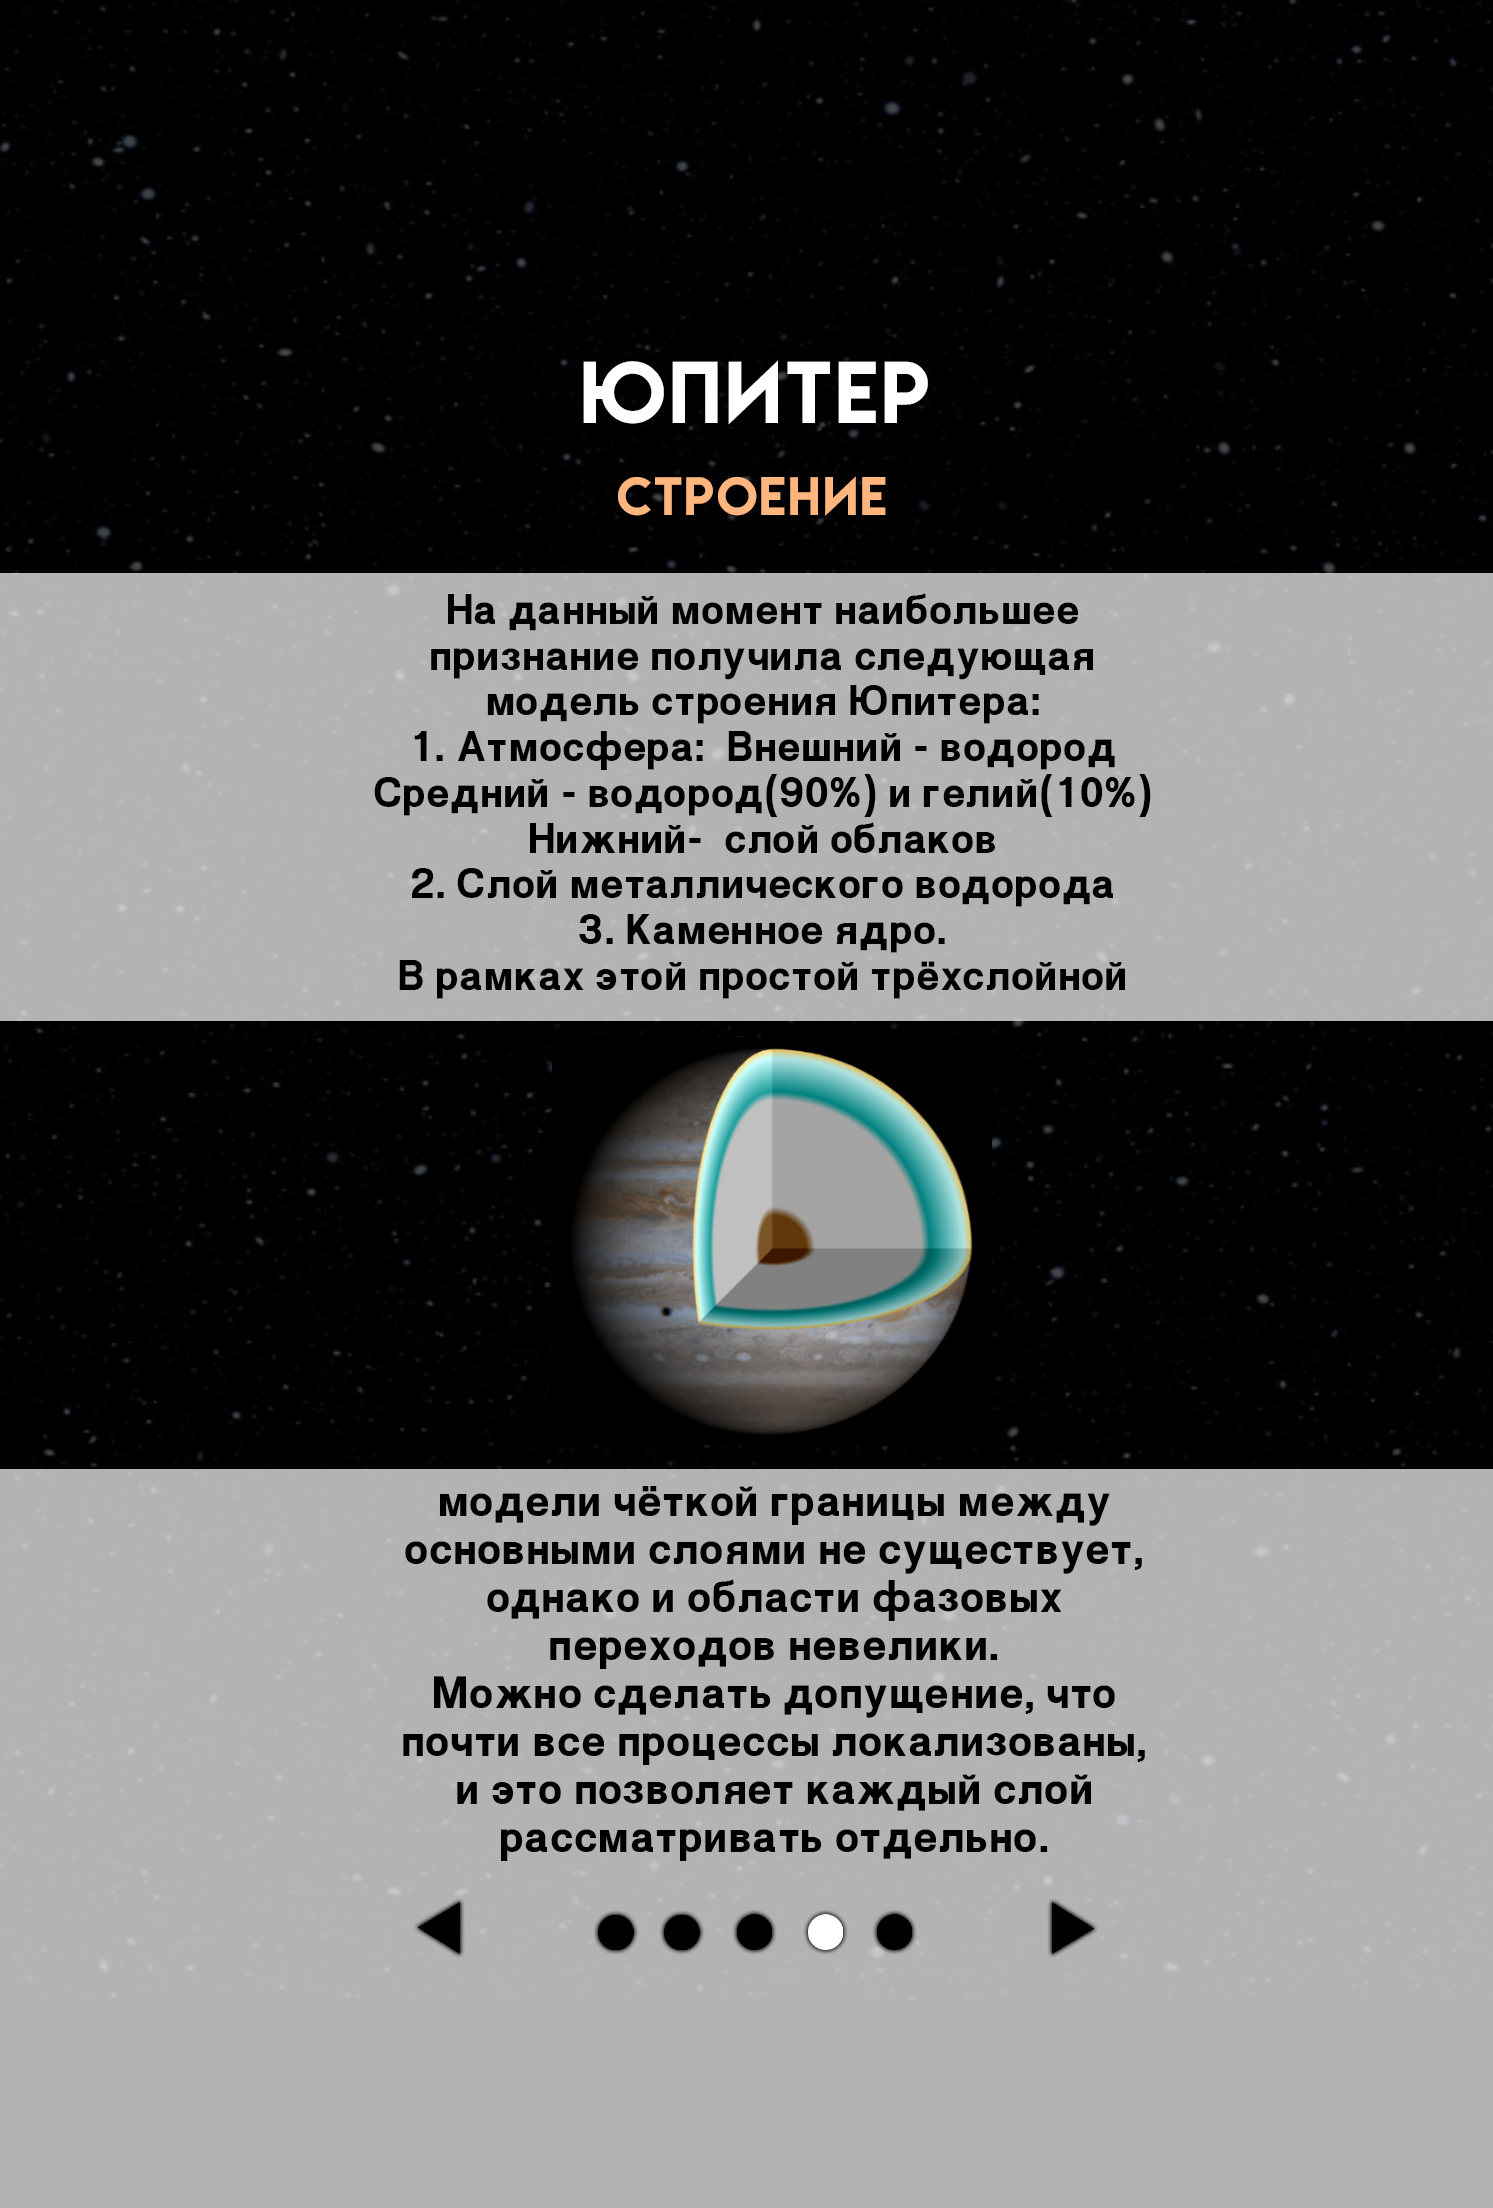 ЮПИТЕР
СТРОЕНИЕ
На данный момент наибольшее
признание получила следующая
модель строения Юпитера:
1. Атмосфера:  Внешний - водород
Средний - водород(90%) и гелий(10%)
Нижний-  слой облаков
2. Слой металлического водорода
3. Каменное ядро.
В рамках этой простой трёхслойной
модели чёткой границы между
основными слоями не существует,
однако и области фазовых
переходов невелики.
Можно сделать допущение, что
почти все процессы локализованы,
и это позволяет каждый слой
рассматривать отдельно.